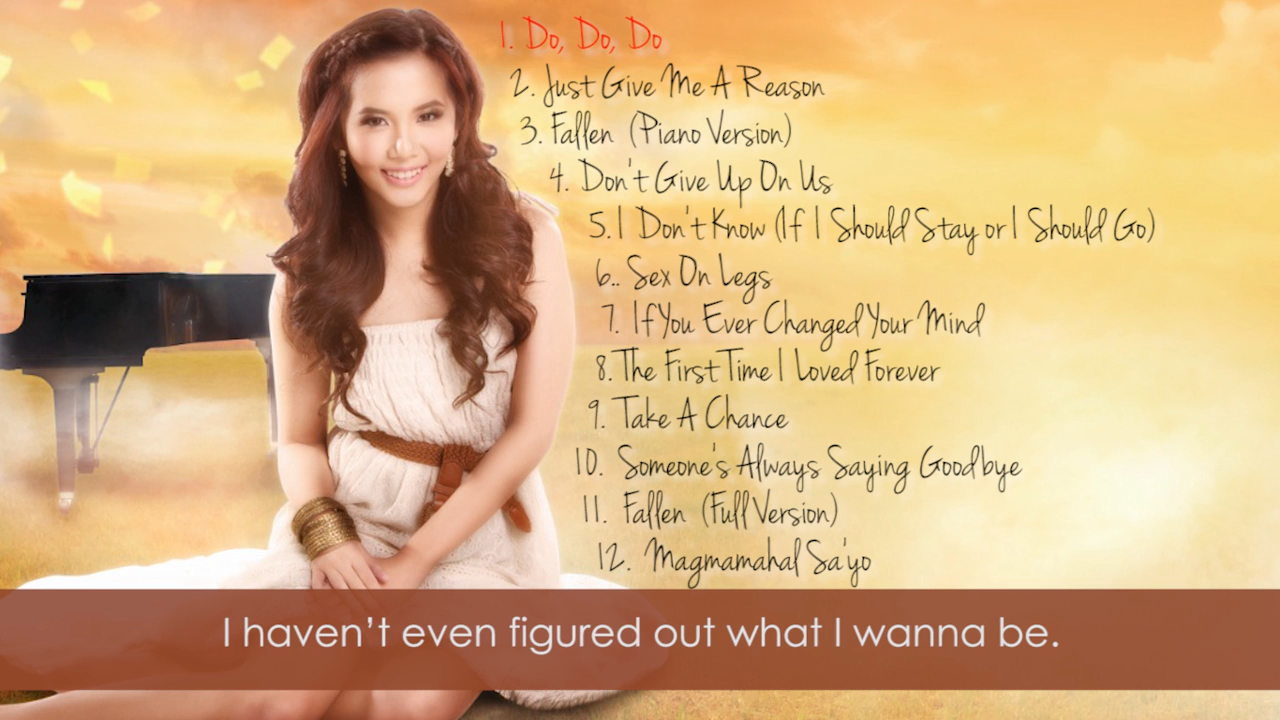 1. Do, Do, Do
2. Just Give Me A Reason
3. Fallen (Piano Version)
4. Don't Give Up On Us
5. I Don't Know (If I Should Stay or I Should Go)
6.. Sex On Legs
7. If You Ever Changed Your Mind
8. The First Time I Loved Forever
9. Take A Chance
10. Someone's Always Saying Goodbye
11. Fallen (Full Version)
12. Magmamahal Sa'yo
I haven’t even figured out what I wanna be.